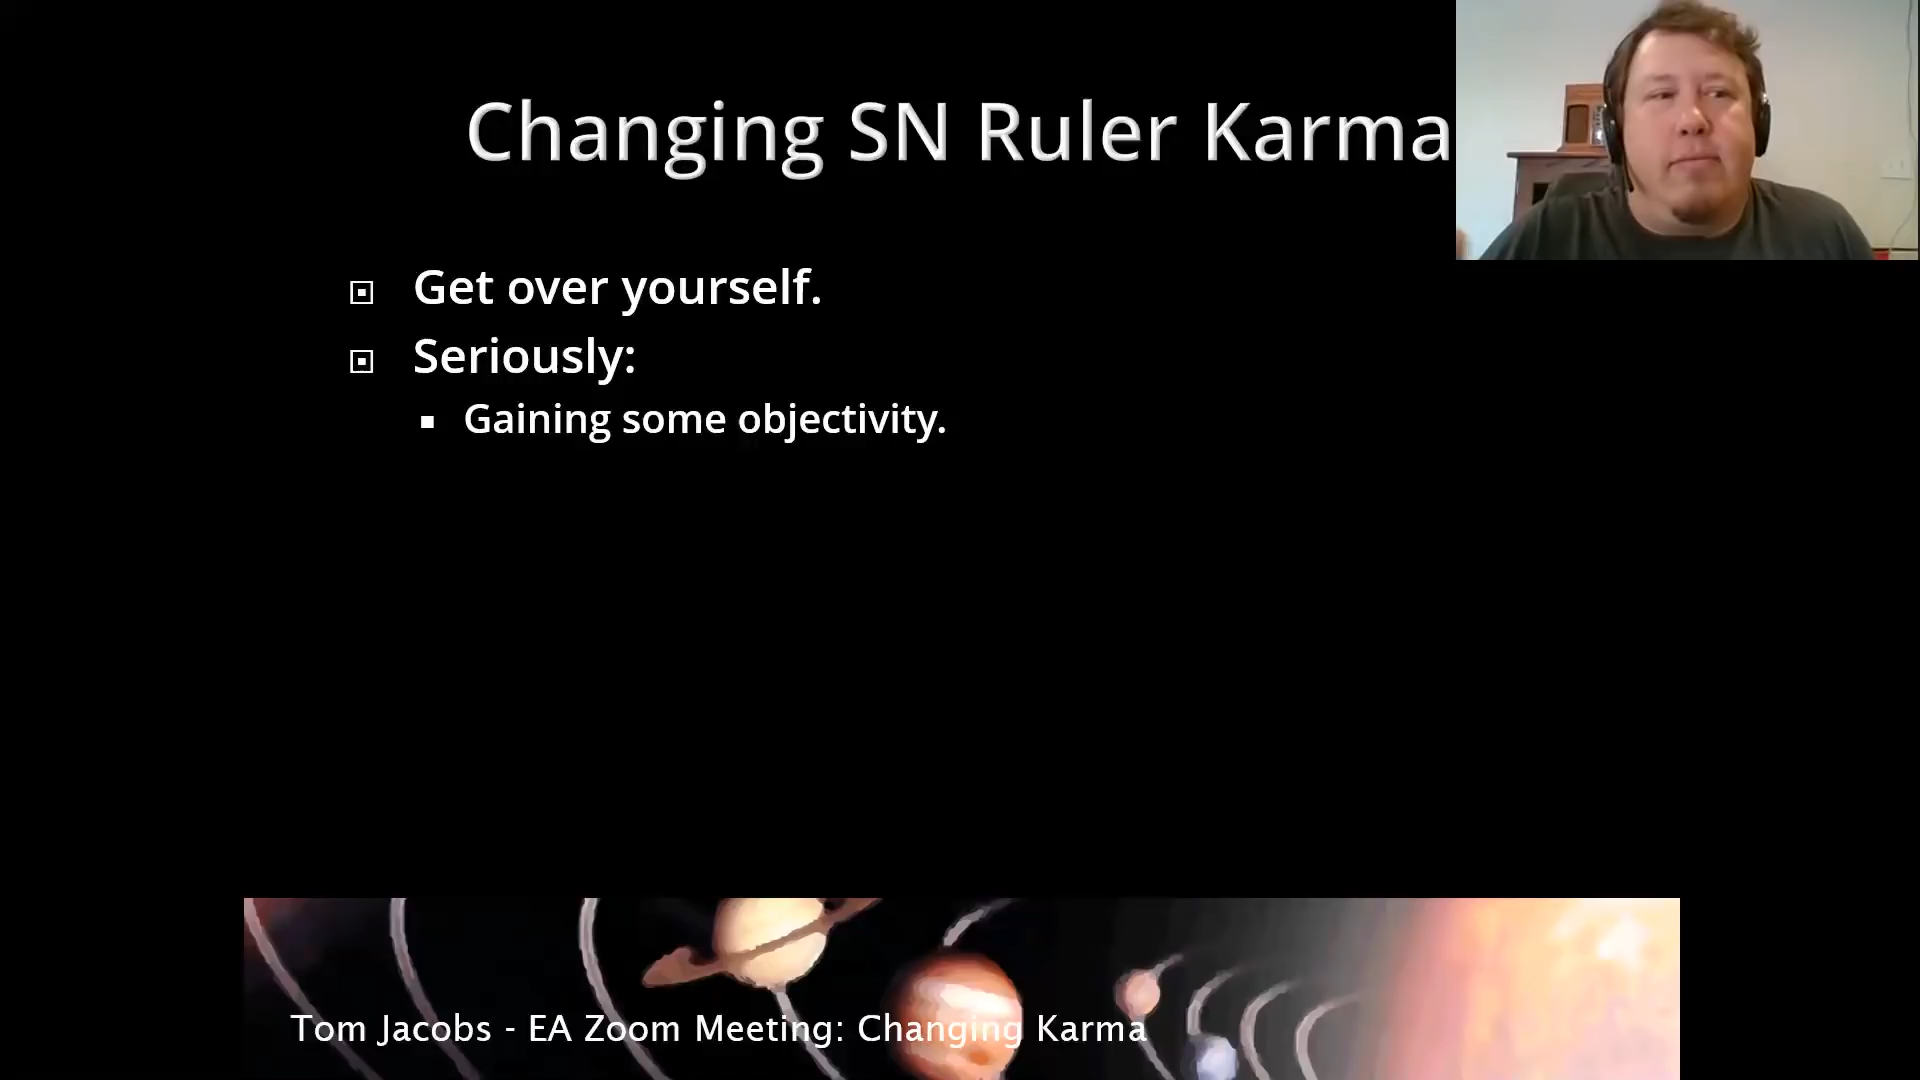 Changing SN Ruler Karma
Get over yourself.
Seriously:
Gaining some objectivity.
Tom Jacobs - EA Zoom Meeting: Changing Karma